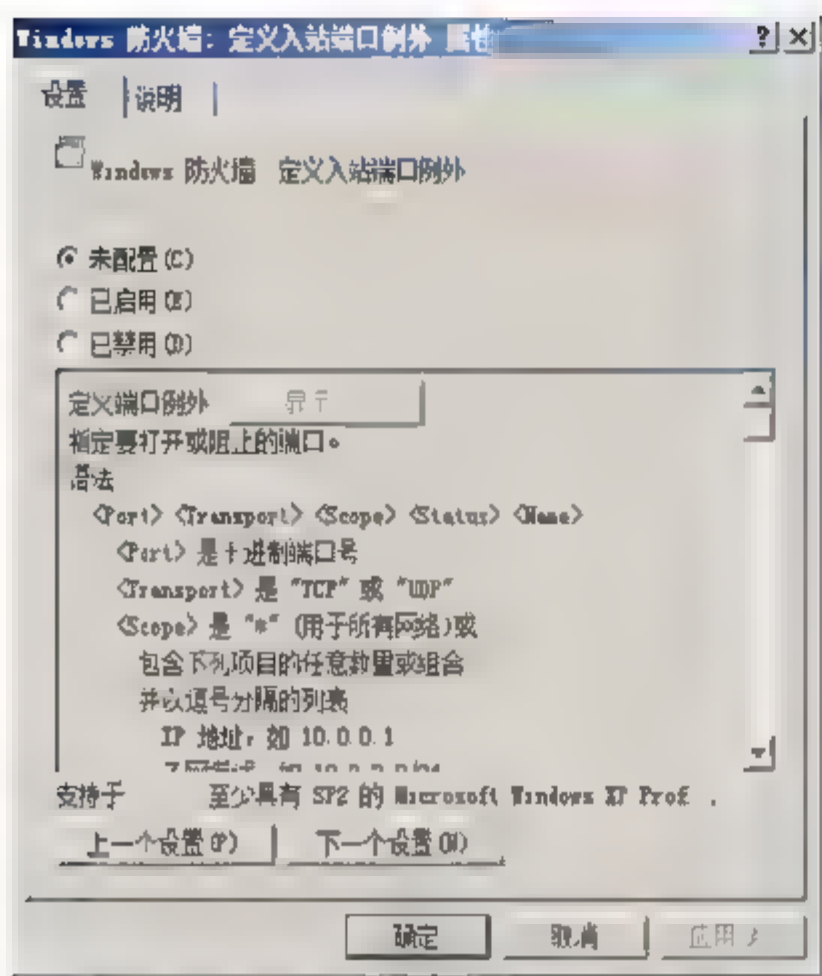 Windows 防火墙: 定义入站端口例外 属性
设置 说明
Windows 防火墙 定义入站端口例外
未配置(C)
已启用(E)
已禁用(D)
定义端口例外 显示
指定要打开或阻止的端口。
语法
<Port> <Transport> <Scope> <Status> <Name>
<Port> 是十进制端口号
<Transport> 是 "TCP" 或 "UDP"
<Scope> 是 "*" (用于所有网络)或
包含下列项目的任意数量或组合
并以逗号分隔的列表
IP 地址, 如 10.0.0.1
支持于 至少具有 SP2 的 Microsoft Windows XP Prof .
上一个设置(P) 下一个设置(N)
确定 取消 应用